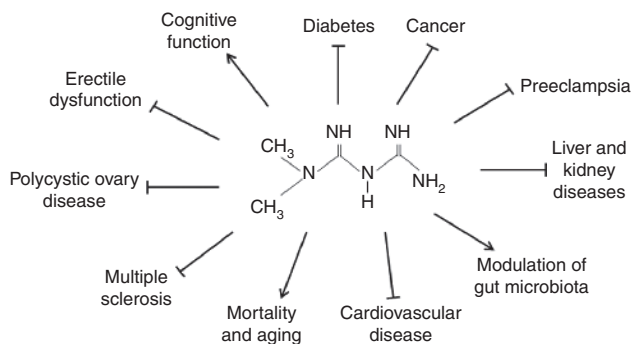 Cognitive
function
Diabetes
Cancer
Erectile
dysfunction
Preeclampsia
NH
NH
CH3
N
N
H
NH2
CH3
Liver and
kidney
diseases
Polycystic ovary
disease
Multiple
sclerosis
Modulation of
gut microbiota
Mortality
and aging
Cardiovascular
disease